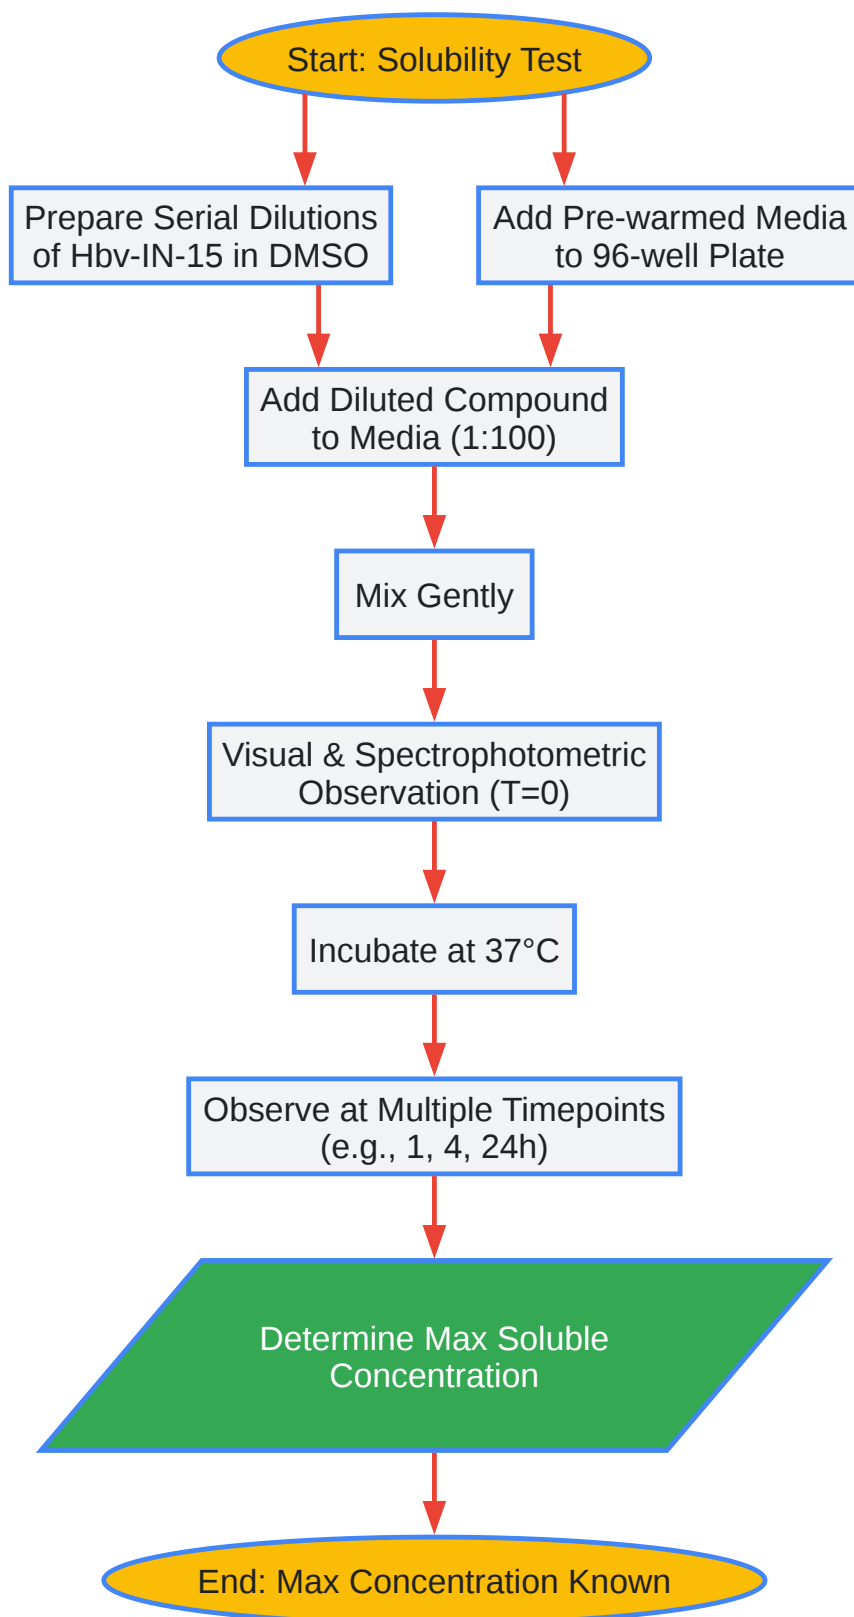 Start: Solubility Test
Prepare Serial Dilutions
of Hbv-IN-15 in DMSO
Add Pre-warmed Media
to 96-well Plate
Add Diluted Compound
to Media (1:100)
Mix Gently
Visual & Spectrophotometric
Observation (T=0)
Incubate at 37°C
Observe at Multiple Timepoints
(e.g., 1, 4, 24h)
Determine Max Soluble
Concentration
End: Max Concentration Known